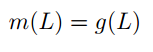 m(L) = g(L)